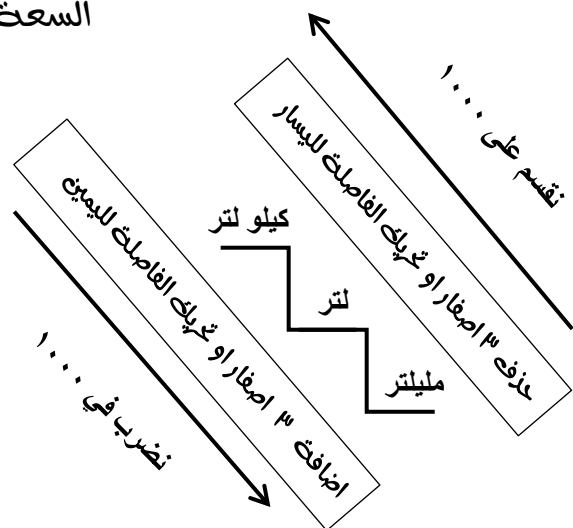 السعة
نقسم على ١٠٠٠
حذف ٣ اصفار او تحريك الفاصلة لليسار
كيلو لتر
لتر
مليلتر
اضافة ٣ اصفار او تحريك الفاصلة لليمين
نضرب في ١٠٠٠